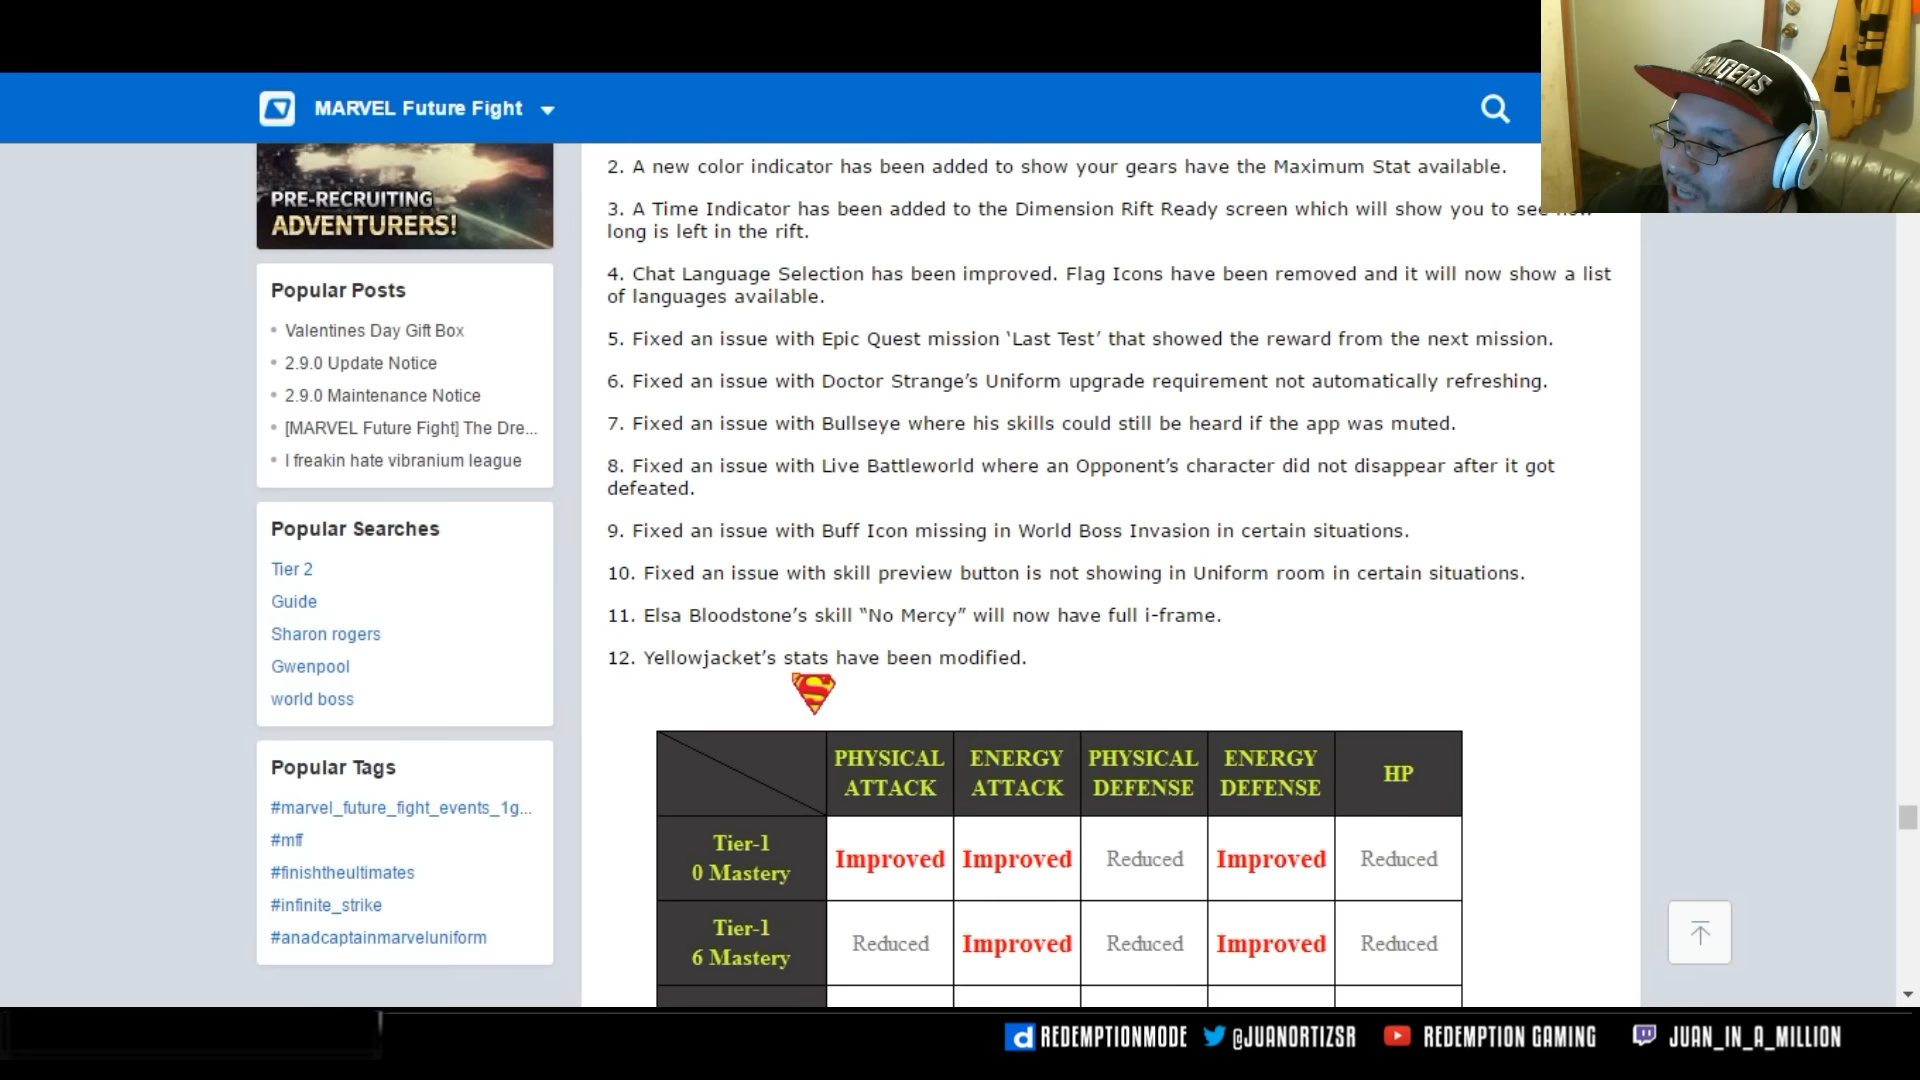 MARVEL Future Fight
PRE-RECRUITING
ADVENTURERS!
Popular Posts
Valentines Day Gift Box
2.9.0 Update Notice
2.9.0 Maintenance Notice
[MARVEL Future Fight] The Dre...
I freakin hate vibranium league
Popular Searches
Tier 2
Guide
Sharon rogers
Gwenpool
world boss
Popular Tags
#marvel_future_fight_events_1g...
#mff
#finishtheultimates
#infinite_strike
#anadcaptainmarveluniform
2. A new color indicator has been added to show your gears have the Maximum Stat available.
3. A Time Indicator has been added to the Dimension Rift Ready screen which will show you to see
long is left in the rift.
4. Chat Language Selection has been improved. Flag Icons have been removed and it will now show a list
of languages available.
5. Fixed an issue with Epic Quest mission ‘Last Test’ that showed the reward from the next mission.
6. Fixed an issue with Doctor Strange’s Uniform upgrade requirement not automatically refreshing.
7. Fixed an issue with Bullseye where his skills could still be heard if the app was muted.
8. Fixed an issue with Live Battleworld where an Opponent’s character did not disappear after it got
defeated.
9. Fixed an issue with Buff Icon missing in World Boss Invasion in certain situations.
10. Fixed an issue with skill preview button is not showing in Uniform room in certain situations.
11. Elsa Bloodstone’s skill “No Mercy” will now have full i-frame.
12. Yellowjacket’s stats have been modified.
PHYSICAL ATTACK ENERGY ATTACK PHYSICAL DEFENSE ENERGY DEFENSE HP
Tier-1 0 Mastery Improved Improved Reduced Improved Reduced
Tier-1 6 Mastery Reduced Improved Reduced Improved Reduced
AVENGERS
d REDEMPTIONMODE @JUANORTIZSR REDEMPTION GAMING JUAN_IN_A_MILLION